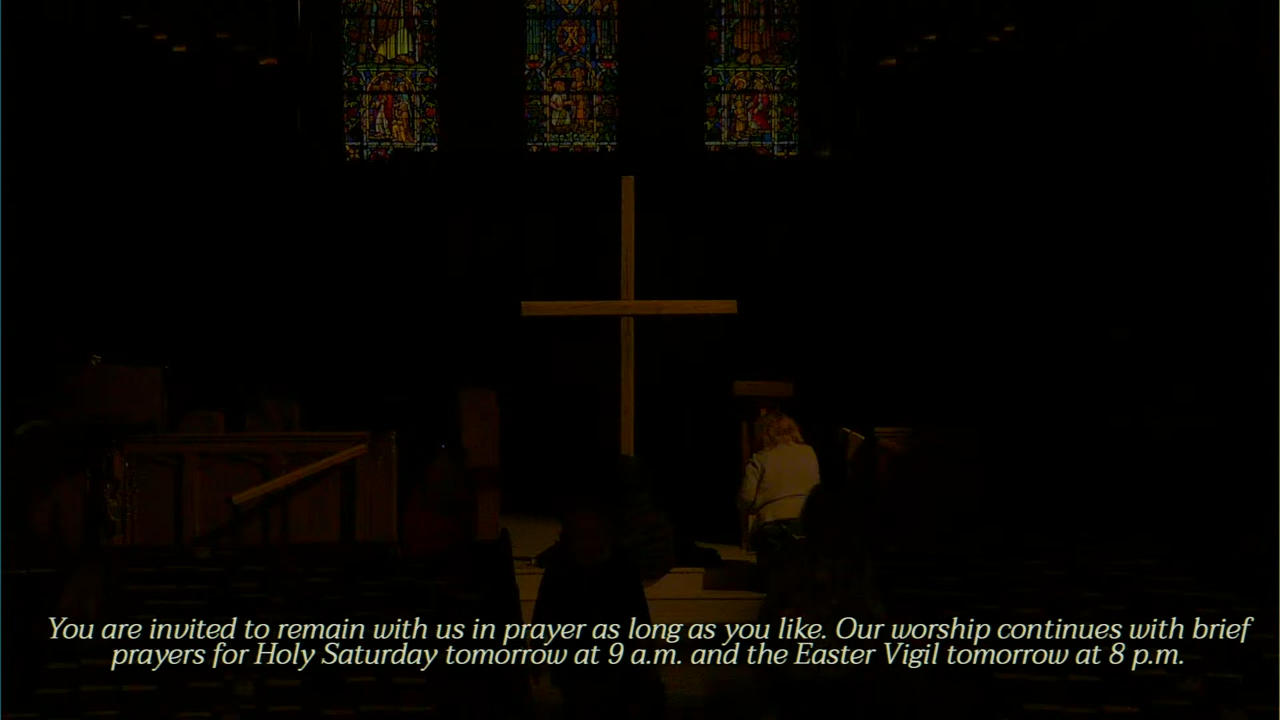 You are invited to remain with us in prayer as long as you like. Our worship continues with brief
prayers for Holy Saturday tomorrow at 9 a.m. and the Easter Vigil tomorrow at 8 p.m.